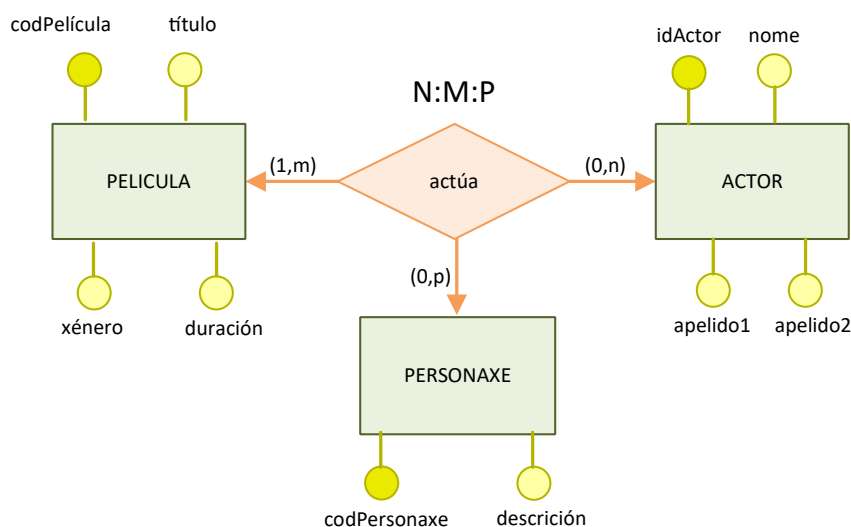 codPelícula
título
idActor
nome
N:M:P
PELICULA
(1,m)
actúa
(0,n)
ACTOR
(0,p)
xénero
duración
apelido1
apelido2
PERSONAXE
codPersonaxe
descrición